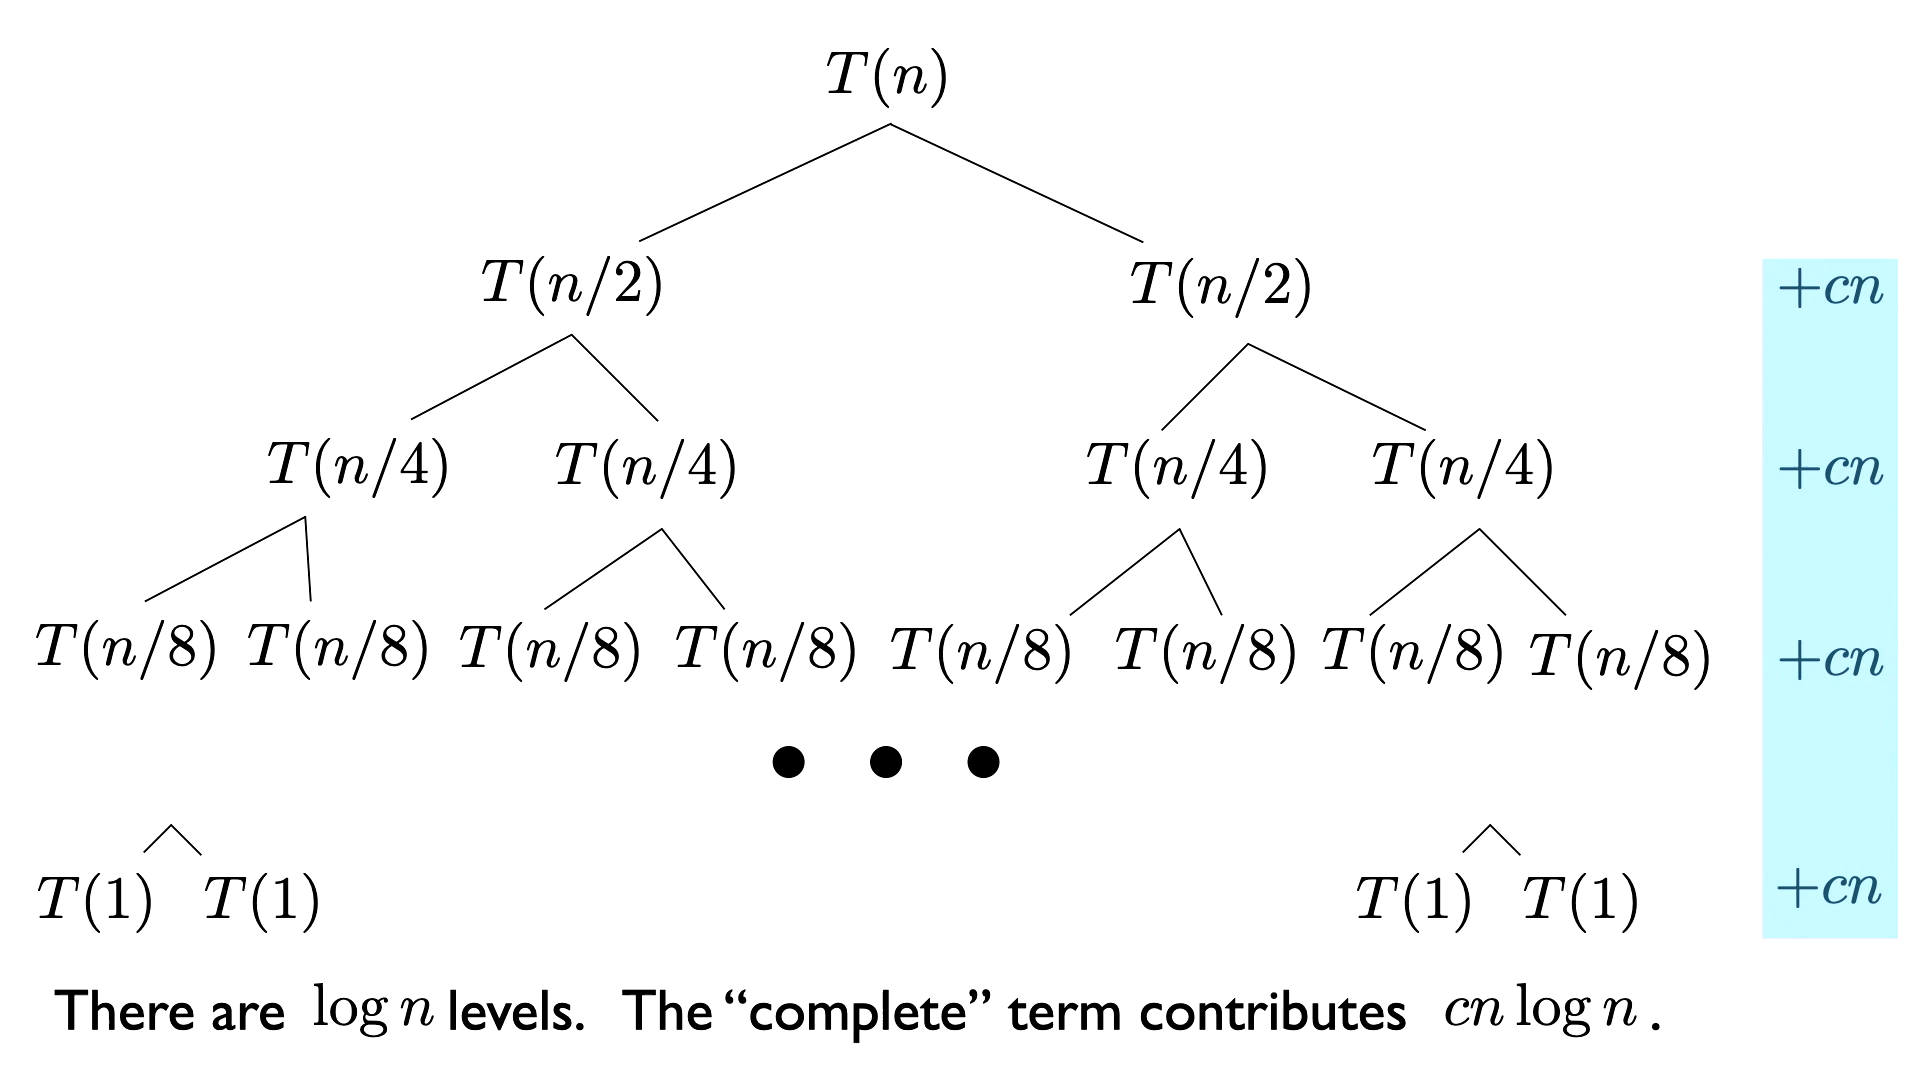 T(n)
T(n/2) T(n/2) +cn
T(n/4) T(n/4) T(n/4) T(n/4) +cn
T(n/8) T(n/8) T(n/8) T(n/8) T(n/8) T(n/8) T(n/8) T(n/8) +cn
• • •
T(1) T(1) T(1) T(1) +cn
There are log n levels. The “complete” term contributes cn log n .